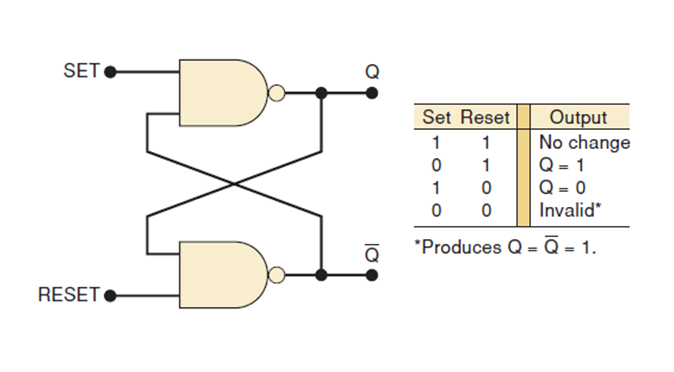 SET
Q
Q̅
RESET
Set Reset Output
1 1 No change
0 1 Q = 1
1 0 Q = 0
0 0 Invalid*
*Produces Q = Q̅ = 1.